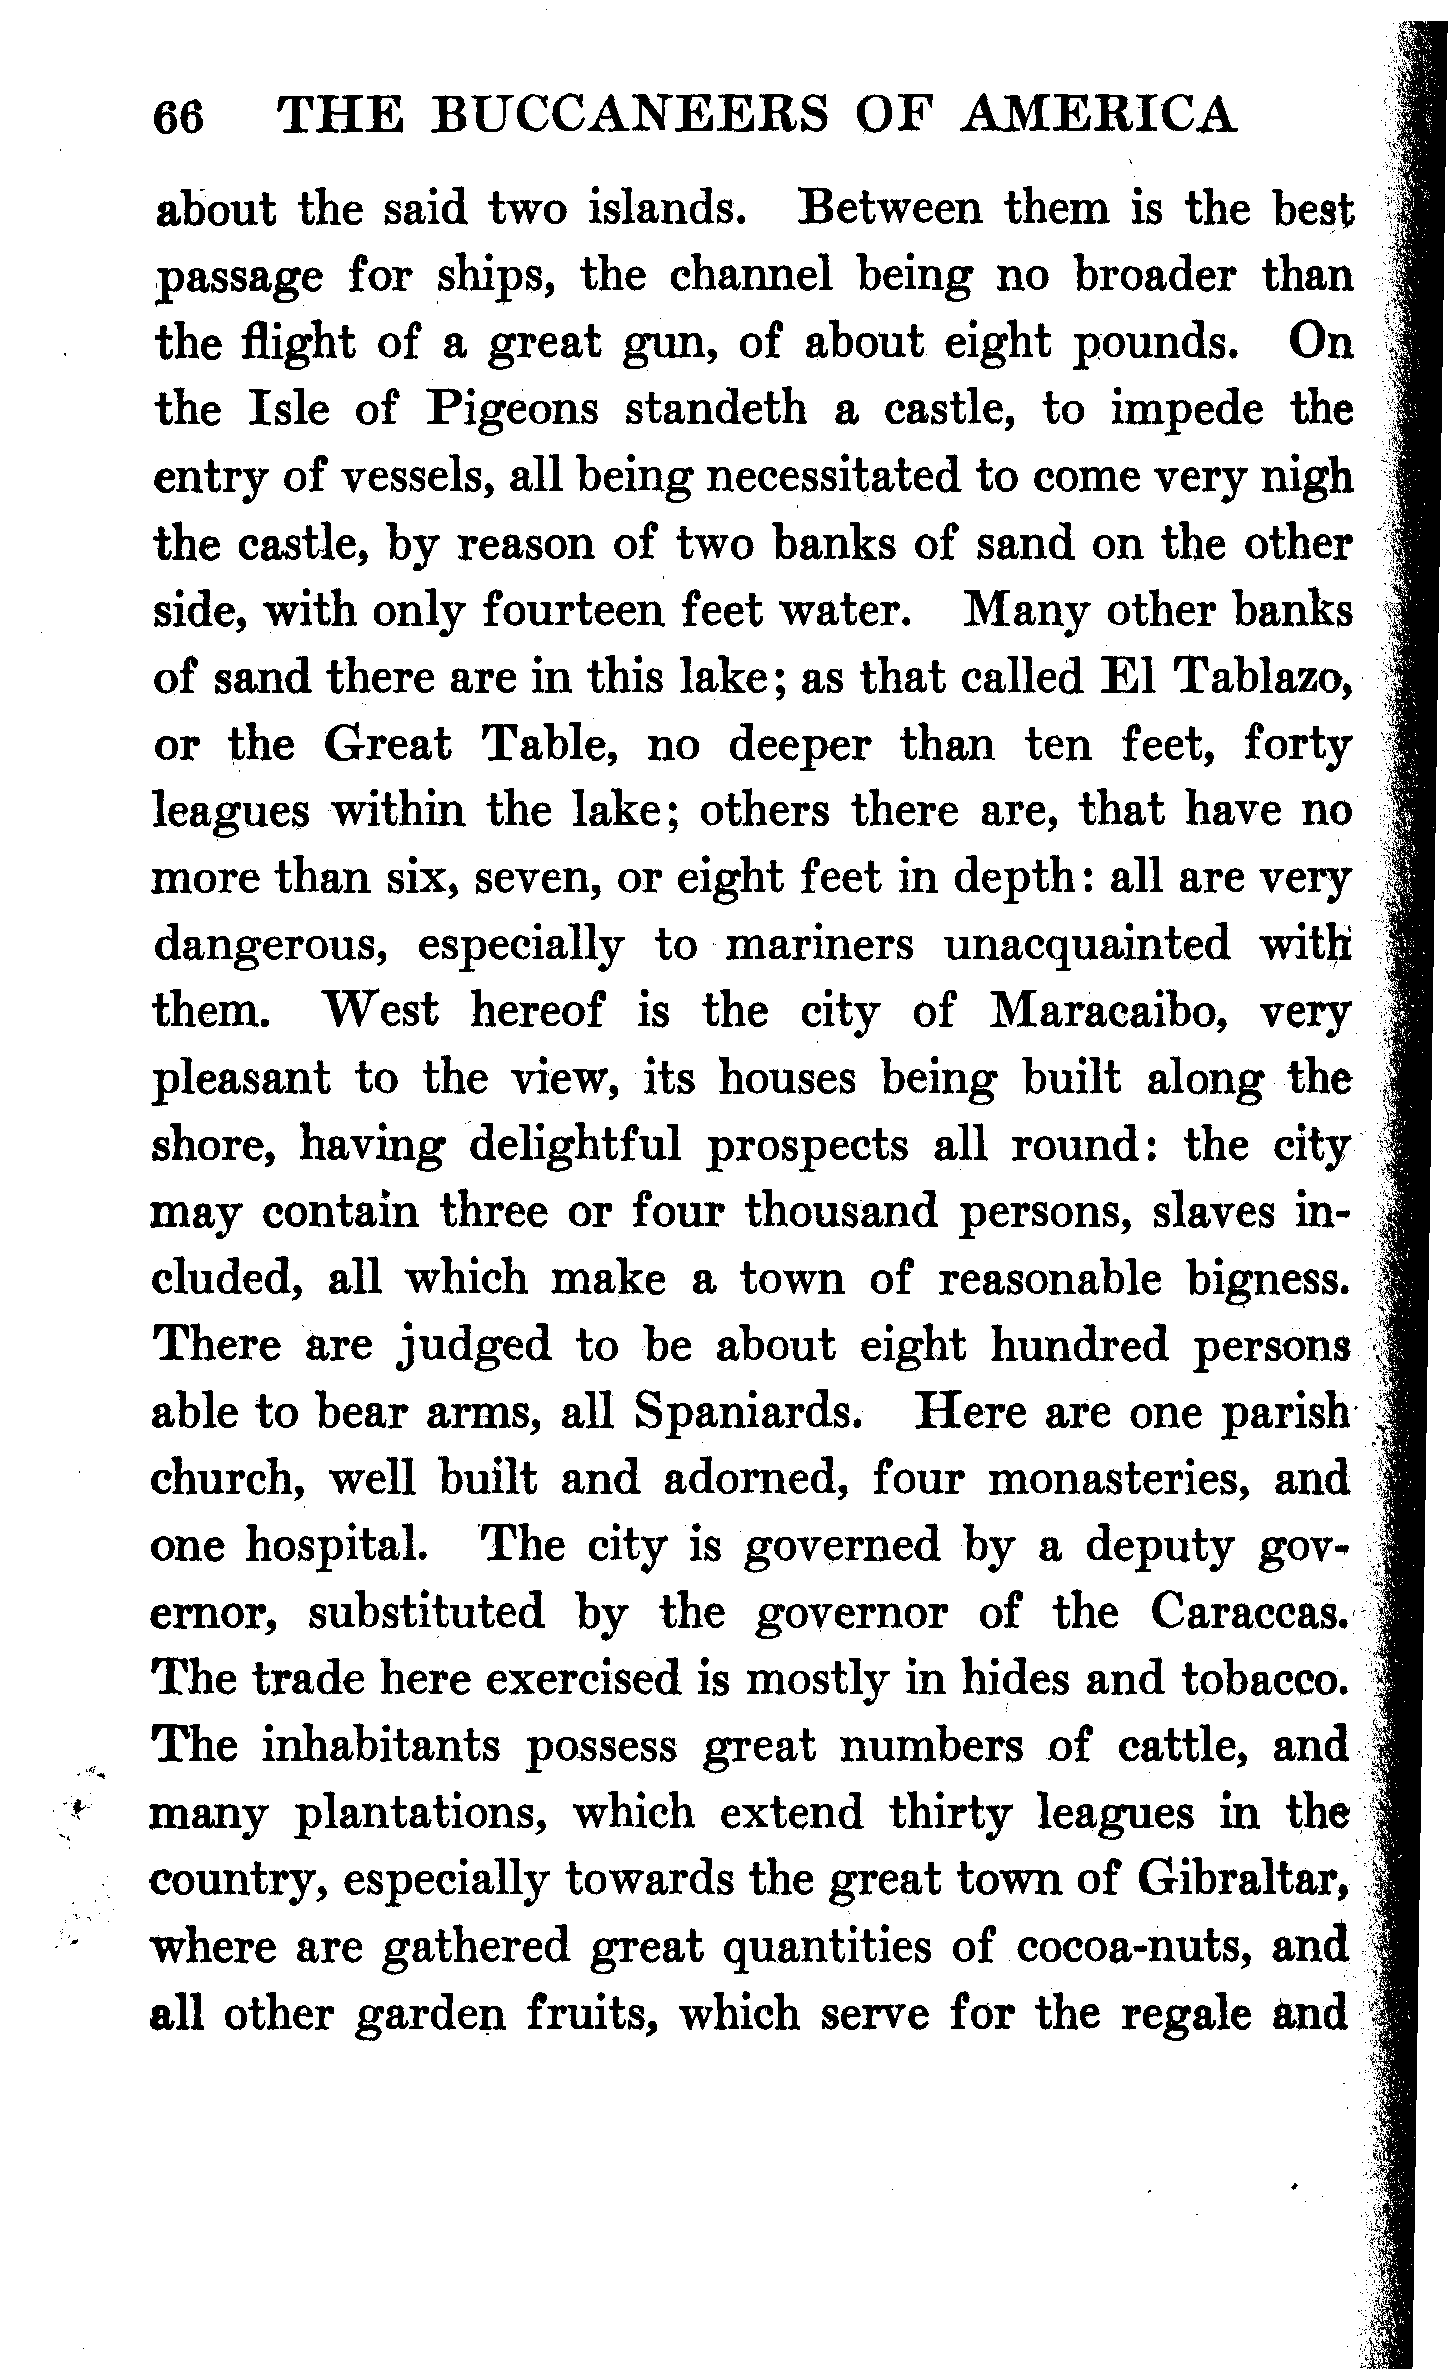 66 THE BUCCANEERS OF AMERICA
about the said two islands. Between them is the best
passage for ships, the channel being no broader than
the flight of a great gun, of about eight pounds. On
the Isle of Pigeons standeth a castle, to impede the
entry of vessels, all being necessitated to come very nigh
the castle, by reason of two banks of sand on the other
side, with only fourteen feet water. Many other banks
of sand there are in this lake; as that called El Tablazo,
or the Great Table, no deeper than ten feet, forty
leagues within the lake; others there are, that have no
more than six, seven, or eight feet in depth: all are very
dangerous, especially to mariners unacquainted with
them. West hereof is the city of Maracaibo, very
pleasant to the view, its houses being built along the
shore, having delightful prospects all round: the city
may contain three or four thousand persons, slaves in-
cluded, all which make a town of reasonable bigness.
There are judged to be about eight hundred persons
able to bear arms, all Spaniards. Here are one parish
church, well built and adorned, four monasteries, and
one hospital. The city is governed by a deputy gov-
ernor, substituted by the governor of the Caraccas.
The trade here exercised is mostly in hides and tobacco.
The inhabitants possess great numbers of cattle, and
many plantations, which extend thirty leagues in the
country, especially towards the great town of Gibraltar,
where are gathered great quantities of cocoa-nuts, and
all other garden fruits, which serve for the regale and